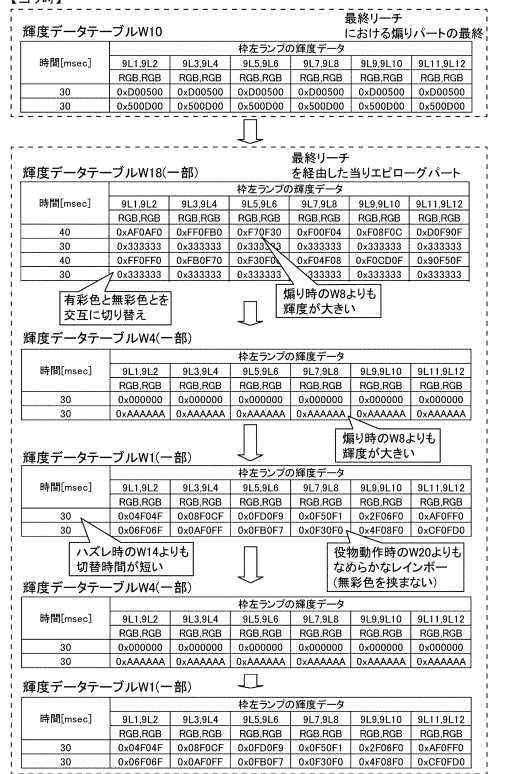 輝度データテーブルW10
最終リーチ
における煽りパートの最終
時間[msec] 枠左ランプの輝度データ
9L1,9L2 9L3,9L4 9L5,9L6 9L7,9L8 9L9,9L10 9L11,9L12
RGB,RGB RGB,RGB RGB,RGB RGB,RGB RGB,RGB RGB,RGB
30 0xD00500 0xD00500 0xD00500 0xD00500 0xD00500 0xD00500
30 0x500D00 0x500D00 0x500D00 0x500D00 0x500D00 0x500D00
輝度データテーブルW18(一部)
最終リーチ
を経由した当りエピローグパート
時間[msec] 枠左ランプの輝度データ
9L1,9L2 9L3,9L4 9L5,9L6 9L7,9L8 9L9,9L10 9L11,9L12
RGB,RGB RGB,RGB RGB,RGB RGB,RGB RGB,RGB RGB,RGB
40 0xAF0AF0 0xFF0FB0 0xF70F30 0xF00F04 0xF08F0C 0xD0F90F
30 0x333333 0x333333 0x333333 0x333333 0x333333
40 0xFF0FF0 0xFB0F70 0xF04F08 0xF0CD0F 0x90F50F
30 0x333333 0x333333 0x333333 0x333333 0x333333
有彩色と無彩色とを
交互に切り替え
煽り時のW8よりも
輝度が大きい
輝度データテーブルW4(一部)
時間[msec] 枠左ランプの輝度データ
9L1,9L2 9L3,9L4 9L5,9L6 9L7,9L8 9L9,9L10 9L11,9L12
RGB,RGB RGB,RGB RGB,RGB RGB,RGB RGB,RGB RGB,RGB
30 0x000000 0x000000 0x000000 0x000000 0x000000 0x000000
30 0xAAAAAA 0xAAAAAA 0xAAAAAA 0xAAAAAA 0xAAAAAA 0xAAAAAA
煽り時のW8よりも
輝度が大きい
輝度データテーブルW1(一部)
時間[msec] 枠左ランプの輝度データ
9L1,9L2 9L3,9L4 9L5,9L6 9L7,9L8 9L9,9L10 9L11,9L12
RGB,RGB RGB,RGB RGB,RGB RGB,RGB RGB,RGB RGB,RGB
30 0x04F04F 0x08F0CF 0x0FD0F9 0x0F50F1 0x2F06F0 0xAF0FF0
30 0x06F06F 0x0AF0FF 0x0FB0F7 0x0F30F0 0x4F08F0 0xCF0FD0
ハズレ時のW14よりも
切替時間が短い
役物動作時のW20よりも
なめらかなレインボー
(無彩色を挟まない)
輝度データテーブルW4(一部)
時間[msec] 枠左ランプの輝度データ
9L1,9L2 9L3,9L4 9L5,9L6 9L7,9L8 9L9,9L10 9L11,9L12
RGB,RGB RGB,RGB RGB,RGB RGB,RGB RGB,RGB RGB,RGB
30 0x000000 0x000000 0x000000 0x000000 0x000000 0x000000
30 0xAAAAAA 0xAAAAAA 0xAAAAAA 0xAAAAAA 0xAAAAAA 0xAAAAAA
輝度データテーブルW1(一部)
時間[msec] 枠左ランプの輝度データ
9L1,9L2 9L3,9L4 9L5,9L6 9L7,9L8 9L9,9L10 9L11,9L12
RGB,RGB RGB,RGB RGB,RGB RGB,RGB RGB,RGB RGB,RGB
30 0x04F04F 0x08F0CF 0x0FD0F9 0x0F50F1 0x2F06F0 0xAF0FF0
30 0x06F06F 0x0AF0FF 0x0FB0F7 0x0F30F0 0x4F08F0 0xCF0FD0